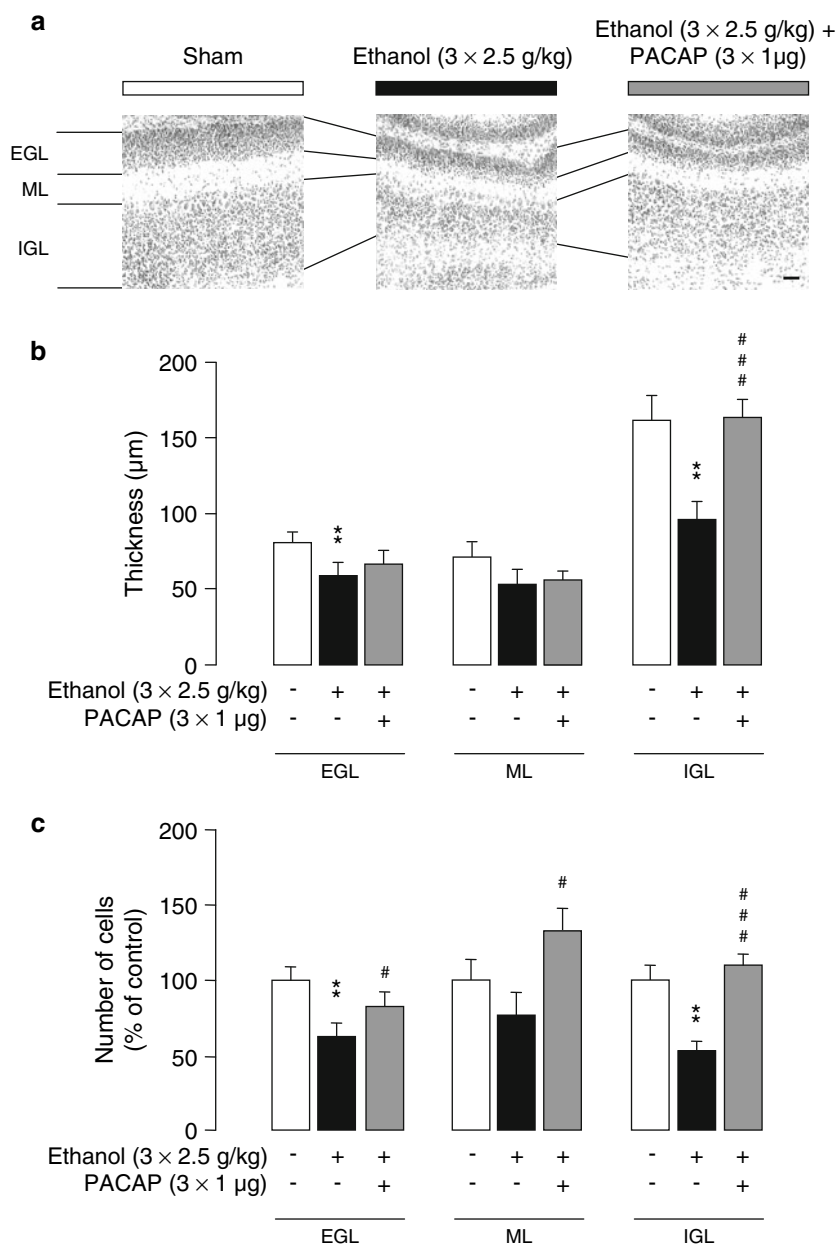 a
Sham
Ethanol (3 × 2.5 g/kg)
Ethanol (3 × 2.5 g/kg) +
PACAP (3 × 1µg)
EGL
ML
IGL
b
200
150
100
50
0
Thickness (µm)
** 
**
#
#
#
Ethanol (3 × 2.5 g/kg) - + + - + + - + +
PACAP (3 × 1 µg) - - + - - + - - +
EGL ML IGL
c
200
150
100
50
0
Number of cells
(% of control)
**
#
#
**
#
#
#
Ethanol (3 × 2.5 g/kg) - + + - + + - + +
PACAP (3 × 1 µg) - - + - - + - - +
EGL ML IGL